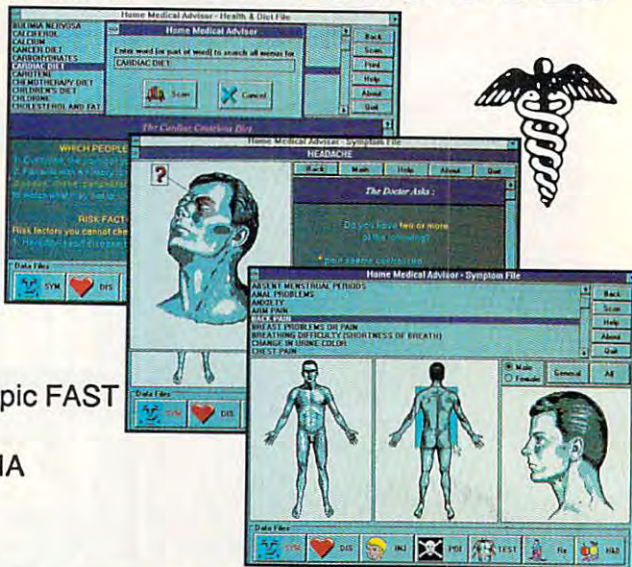 Home Medical Advisor - Health & Diet File
BULIMIA NERVOSA
CALCIFEROL
CALCIUM
CANCER DIET
CARBOHYDRATES
CARDIAC DIET
CAROTENE
CHEMOTHERAPY DIET
CHILDREN'S DIET
CHLORINE
CHOLESTEROL AND FAT
Home Medical Advisor
Enter word (or part of word) to search all menus for
CARDIAC DIET
Scan
Cancel
Back
Scan
Print
Help
About
Quit
The Cardiac Conscious Diet
WHICH PEOPLE
RISK FACT
Risk factors you cannot
Data Files
SYM
DIS
Home Medical Advisor - Symptom File
HEADACHE
Back
Main
Help
About
Quit
?
The Doctor Asks :
Do you have two or more
of the following?
SYM
DIS
Home Medical Advisor - Symptom File
ABSENT MENSTRUAL PERIODS
ANAL PROBLEMS
ANXIETY
ARM PAIN
BACK PAIN
BREAST PROBLEMS OR PAIN
BREATHING DIFFICULTY (SHORTNESS OF BREATH)
CHANGE IN URINE COLOR
CHEST PAIN
Back
Scan
Help
About
Quit
Male
Female
General
All
Data Files
SYM
DIS
INJ
POI
TEST
Rx
H&D
pic FAST
IA